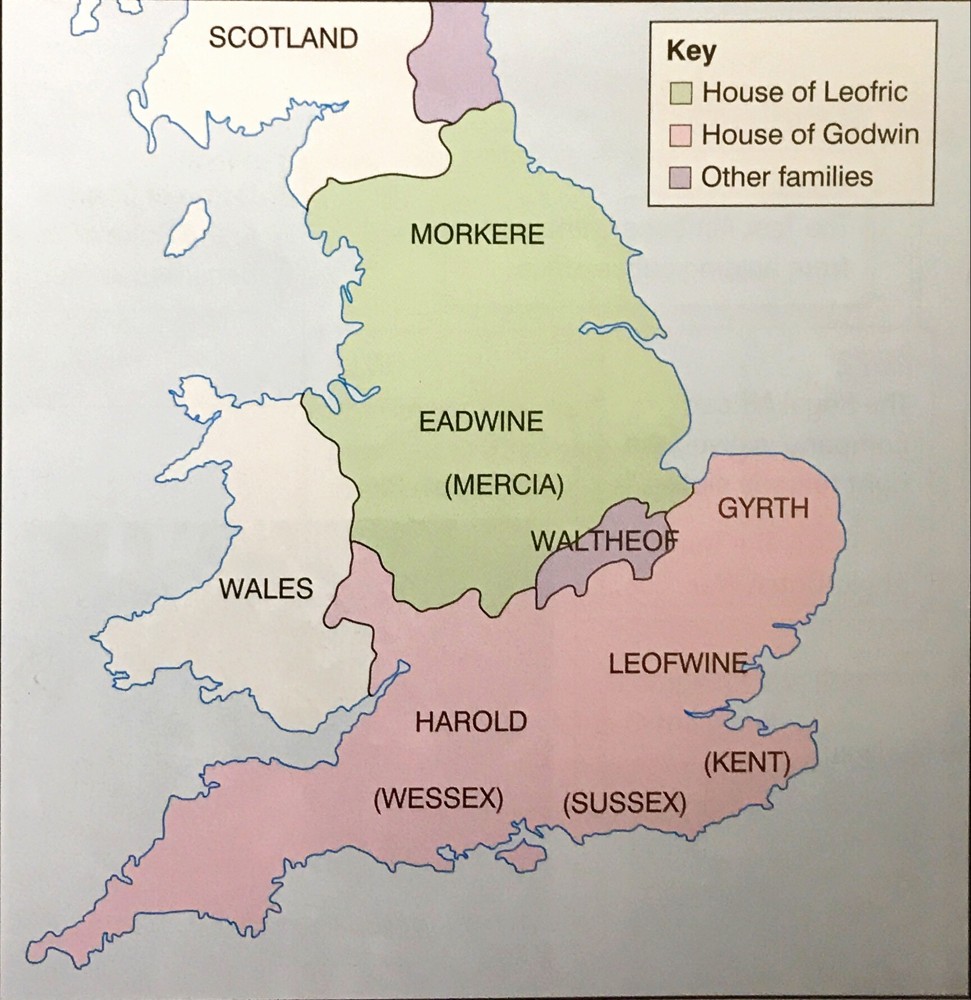 SCOTLAND
Key
House of Leofric
House of Godwin
Other families
MORKERE
EADWINE
(MERCIA)
GYRTH
WALTHEOF
WALES
LEOFWINE
HAROLD
(KENT)
(WESSEX)
(SUSSEX)